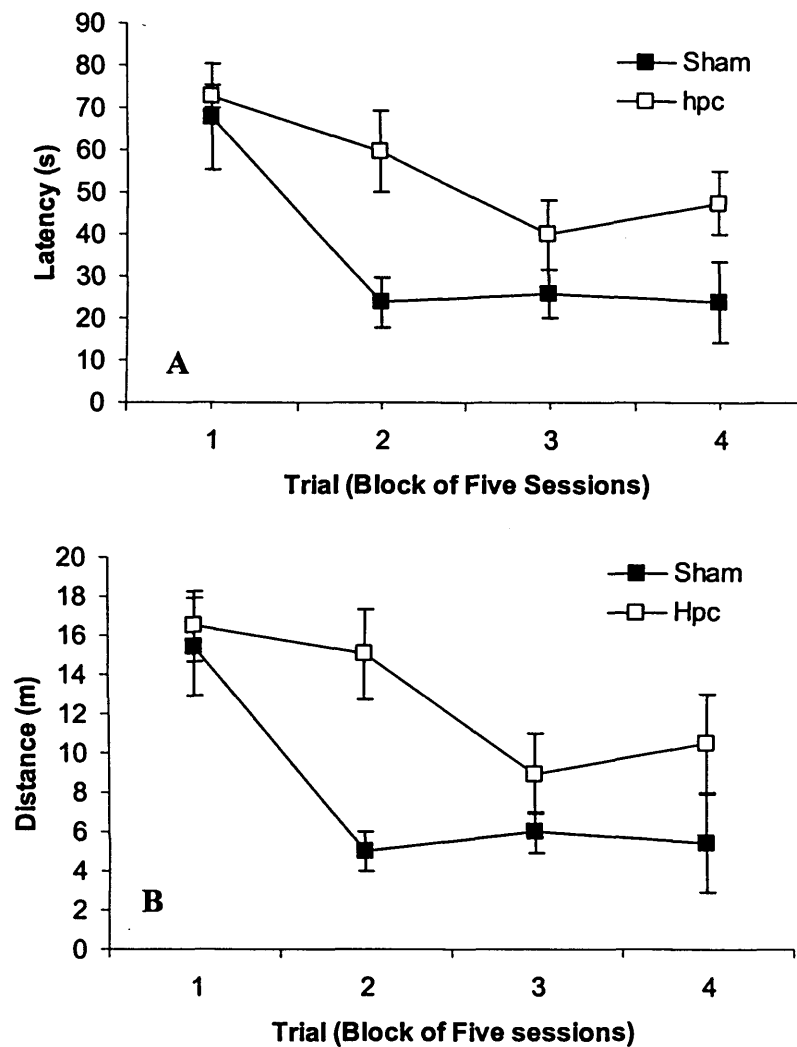 90
80
70
60
50
40
30
20
10
0
Latency (s)
Sham
hpc
A
1 2 3 4
Trial (Block of Five Sessions)
20
18
16
14
12
10
8
6
4
2
0
Distance (m)
Sham
Hpc
B
1 2 3 4
Trial (Block of Five sessions)